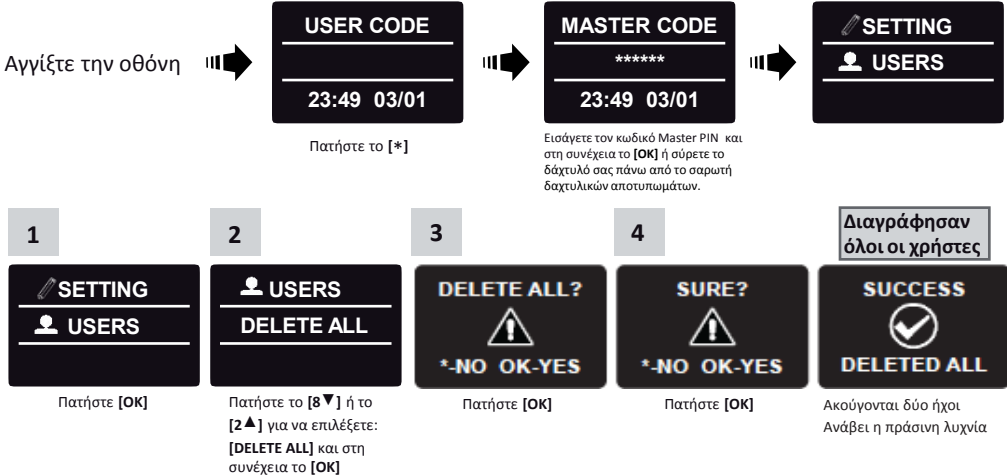 Αγγίξτε την οθόνη
USER CODE
23:49 03/01
Πατήστε το [*]
MASTER CODE
******
23:49 03/01
Εισάγετε τον κωδικό Master PIN και
στη συνέχεια το [OK] ή σύρετε το
δάχτυλό σας πάνω από το σαρωτή
δαχτυλικών αποτυπωμάτων.
SETTING
USERS
1
SETTING
USERS
Πατήστε [OK]
2
USERS
DELETE ALL
Πατήστε το [8▼] ή το
[2▲] για να επιλέξετε:
[DELETE ALL] και στη
συνέχεια το [OK]
3
DELETE ALL?
*-NO OK-YES
Πατήστε [OK]
4
SURE?
*-NO OK-YES
Πατήστε [OK]
Διαγράφησαν
όλοι οι χρήστες
SUCCESS
DELETED ALL
Ακούγονται δύο ήχοι
Ανάβει η πράσινη λυχνία